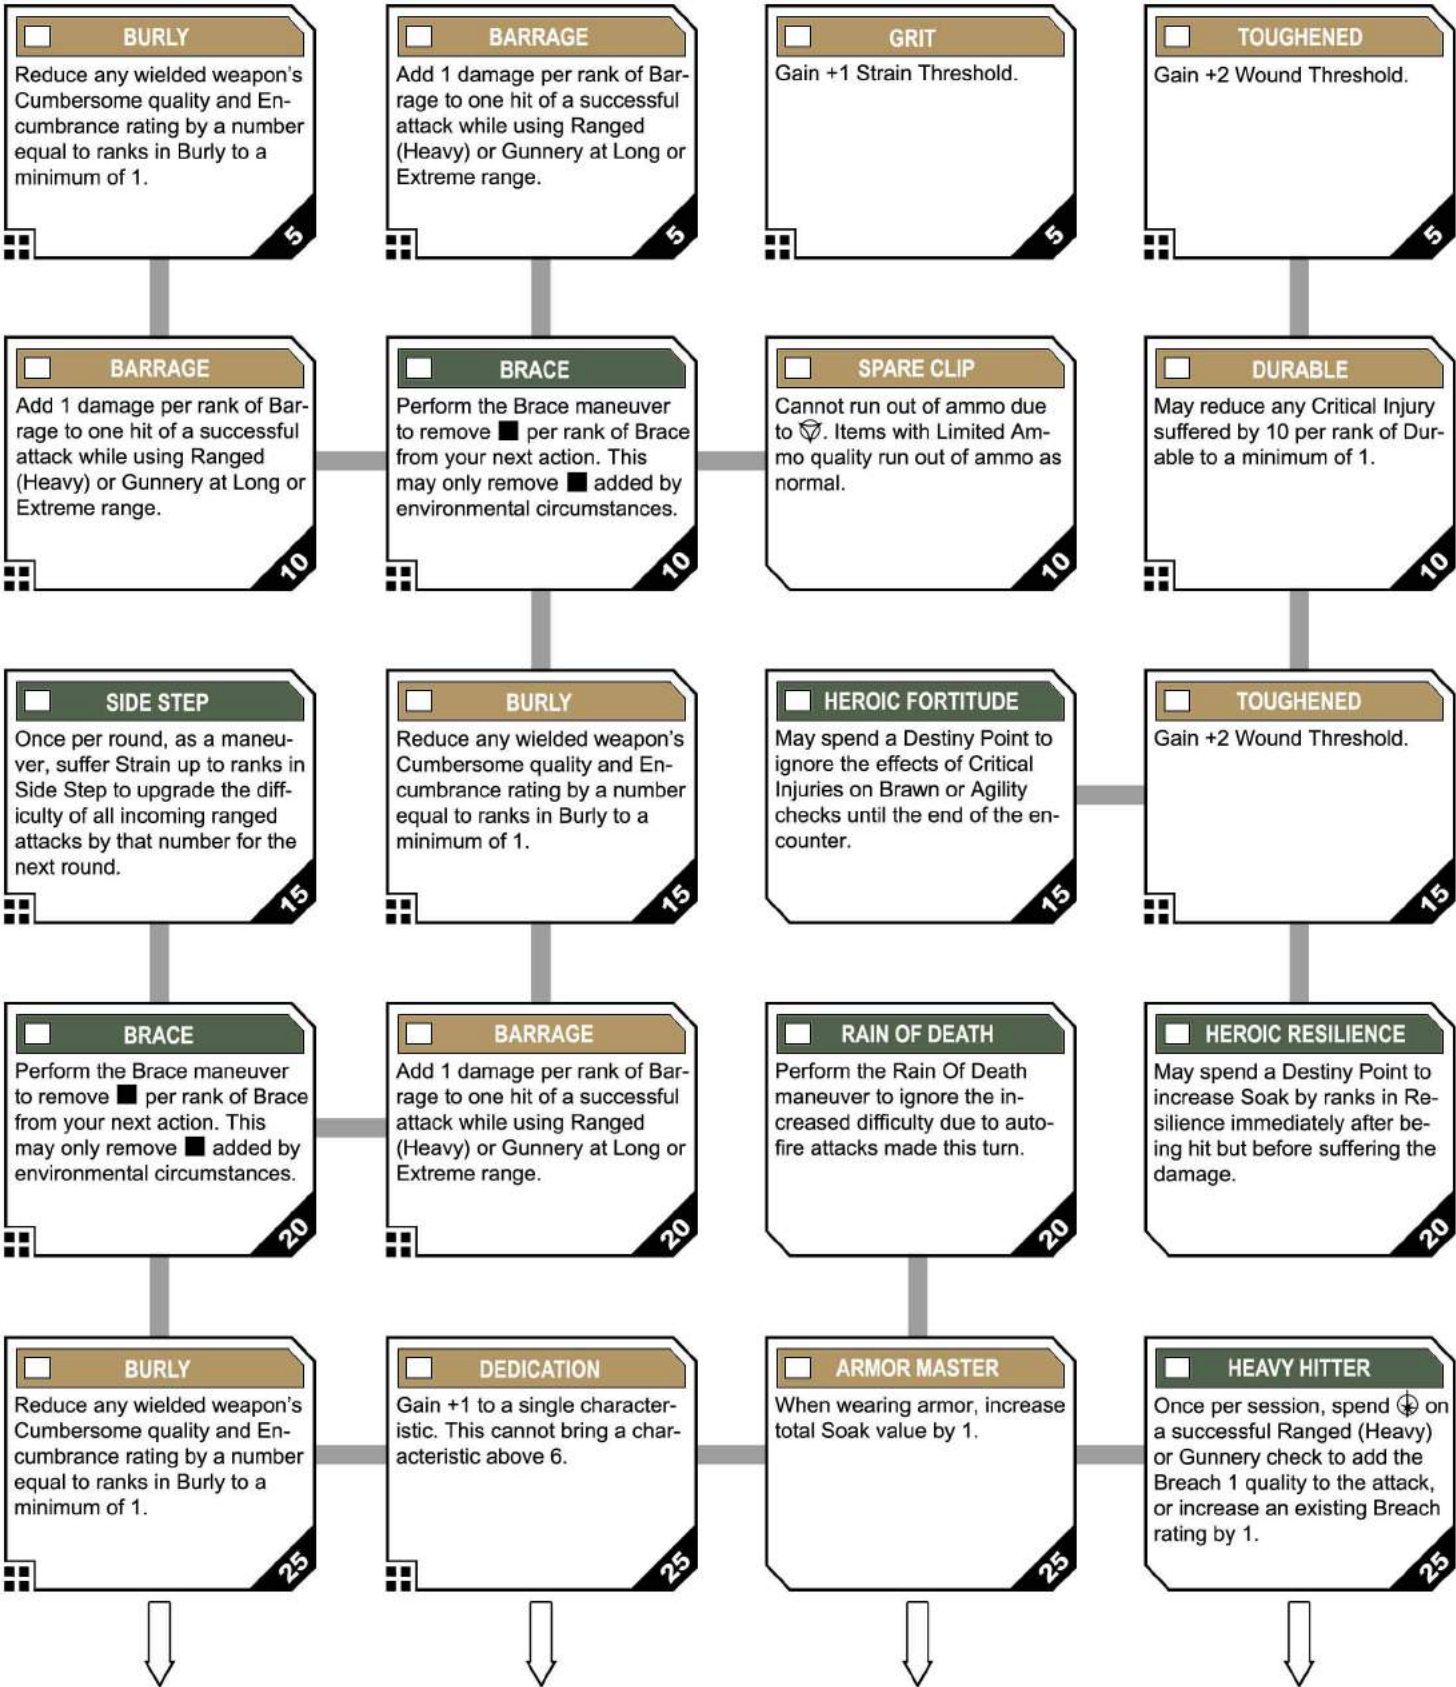 BURLY
Reduce any wielded weapon's
Cumbersome quality and En-
cumbrance rating by a number
equal to ranks in Burly to a
minimum of 1.
5
BARRAGE
Add 1 damage per rank of Bar-
rage to one hit of a successful
attack while using Ranged
(Heavy) or Gunnery at Long or
Extreme range.
5
GRIT
Gain +1 Strain Threshold.
5
TOUGHENED
Gain +2 Wound Threshold.
5
BARRAGE
Add 1 damage per rank of Bar-
rage to one hit of a successful
attack while using Ranged
(Heavy) or Gunnery at Long or
Extreme range.
10
BRACE
Perform the Brace maneuver
to remove ■ per rank of Brace
from your next action. This
may only remove ■ added by
environmental circumstances.
10
SPARE CLIP
Cannot run out of ammo due
to . Items with Limited Am-
mo quality run out of ammo as
normal.
10
DURABLE
May reduce any Critical Injury
suffered by 10 per rank of Dur-
able to a minimum of 1.
10
SIDE STEP
Once per round, as a maneu-
ver, suffer Strain up to ranks in
Side Step to upgrade the diff-
iculty of all incoming ranged
attacks by that number for the
next round.
15
BURLY
Reduce any wielded weapon's
Cumbersome quality and En-
cumbrance rating by a number
equal to ranks in Burly to a
minimum of 1.
15
HEROIC FORTITUDE
May spend a Destiny Point to
ignore the effects of Critical
Injuries on Brawn or Agility
checks until the end of the en-
counter.
15
TOUGHENED
Gain +2 Wound Threshold.
15
BRACE
Perform the Brace maneuver
to remove ■ per rank of Brace
from your next action. This
may only remove ■ added by
environmental circumstances.
20
BARRAGE
Add 1 damage per rank of Bar-
rage to one hit of a successful
attack while using Ranged
(Heavy) or Gunnery at Long or
Extreme range.
20
RAIN OF DEATH
Perform the Rain Of Death
maneuver to ignore the in-
creased difficulty due to auto-
fire attacks made this turn.
20
HEROIC RESILIENCE
May spend a Destiny Point to
increase Soak by ranks in Re-
silience immediately after be-
ing hit but before suffering the
damage.
20
BURLY
Reduce any wielded weapon's
Cumbersome quality and En-
cumbrance rating by a number
equal to ranks in Burly to a
minimum of 1.
25
DEDICATION
Gain +1 to a single character-
istic. This cannot bring a char-
acteristic above 6.
25
ARMOR MASTER
When wearing armor, increase
total Soak value by 1.
25
HEAVY HITTER
Once per session, spend on
a successful Ranged (Heavy)
or Gunnery check to add the
Breach 1 quality to the attack,
or increase an existing Breach
rating by 1.
25